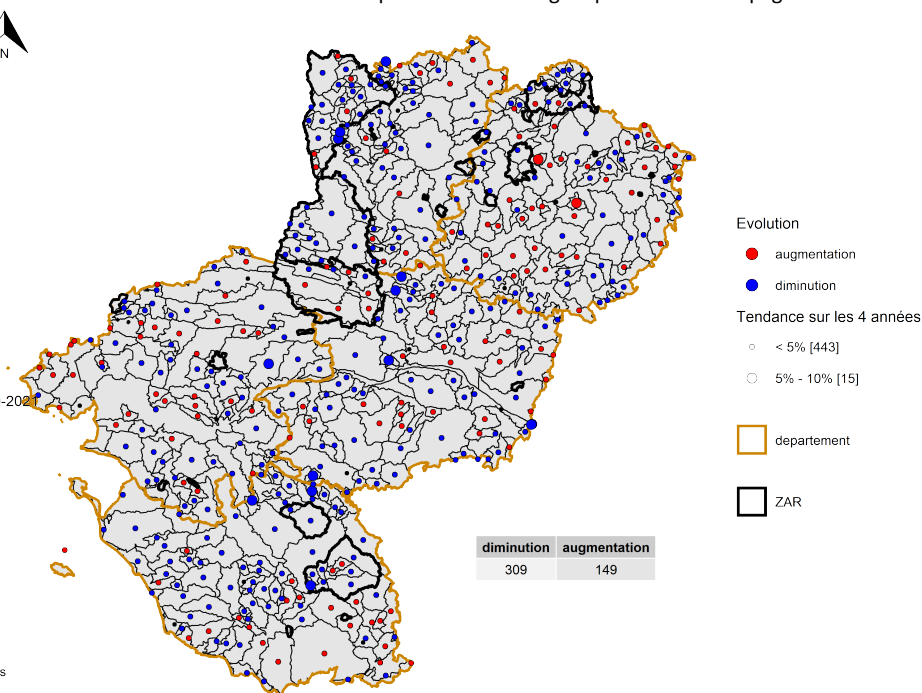 N
Evolution
augmentation
diminution
Tendance sur les 4 années
< 5% [443]
5% - 10% [15]
-2021
departement
ZAR
diminution augmentation
309 149
s